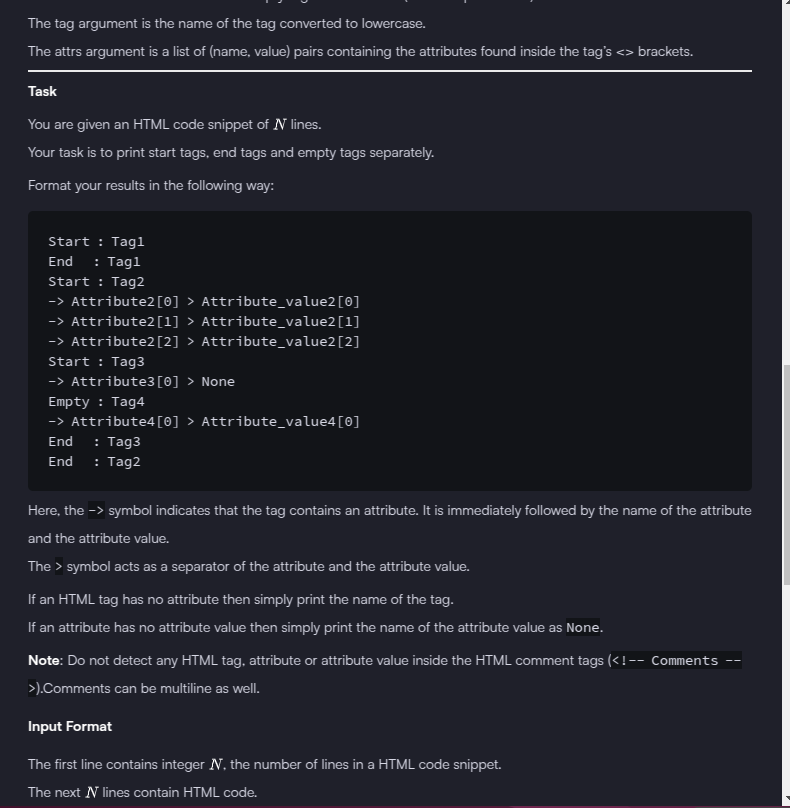 The tag argument is the name of the tag converted to lowercase.
The attrs argument is a list of (name, value) pairs containing the attributes found inside the tag's <> brackets.
Task
You are given an HTML code snippet of N lines.
Your task is to print start tags, end tags and empty tags separately.
Format your results in the following way:
Start : Tag1
End   : Tag1
Start : Tag2
-> Attribute2[0] > Attribute_value2[0]
-> Attribute2[1] > Attribute_value2[1]
-> Attribute2[2] > Attribute_value2[2]
Start : Tag3
-> Attribute3[0] > None
Empty : Tag4
-> Attribute4[0] > Attribute_value4[0]
End   : Tag3
End   : Tag2
Here, the -> symbol indicates that the tag contains an attribute. It is immediately followed by the name of the attribute
and the attribute value.
The > symbol acts as a separator of the attribute and the attribute value.
If an HTML tag has no attribute then simply print the name of the tag.
If an attribute has no attribute value then simply print the name of the attribute value as None.
Note: Do not detect any HTML tag, attribute or attribute value inside the HTML comment tags (<!-- Comments --
>).Comments can be multiline as well.
Input Format
The first line contains integer N, the number of lines in a HTML code snippet.
The next N lines contain HTML code.